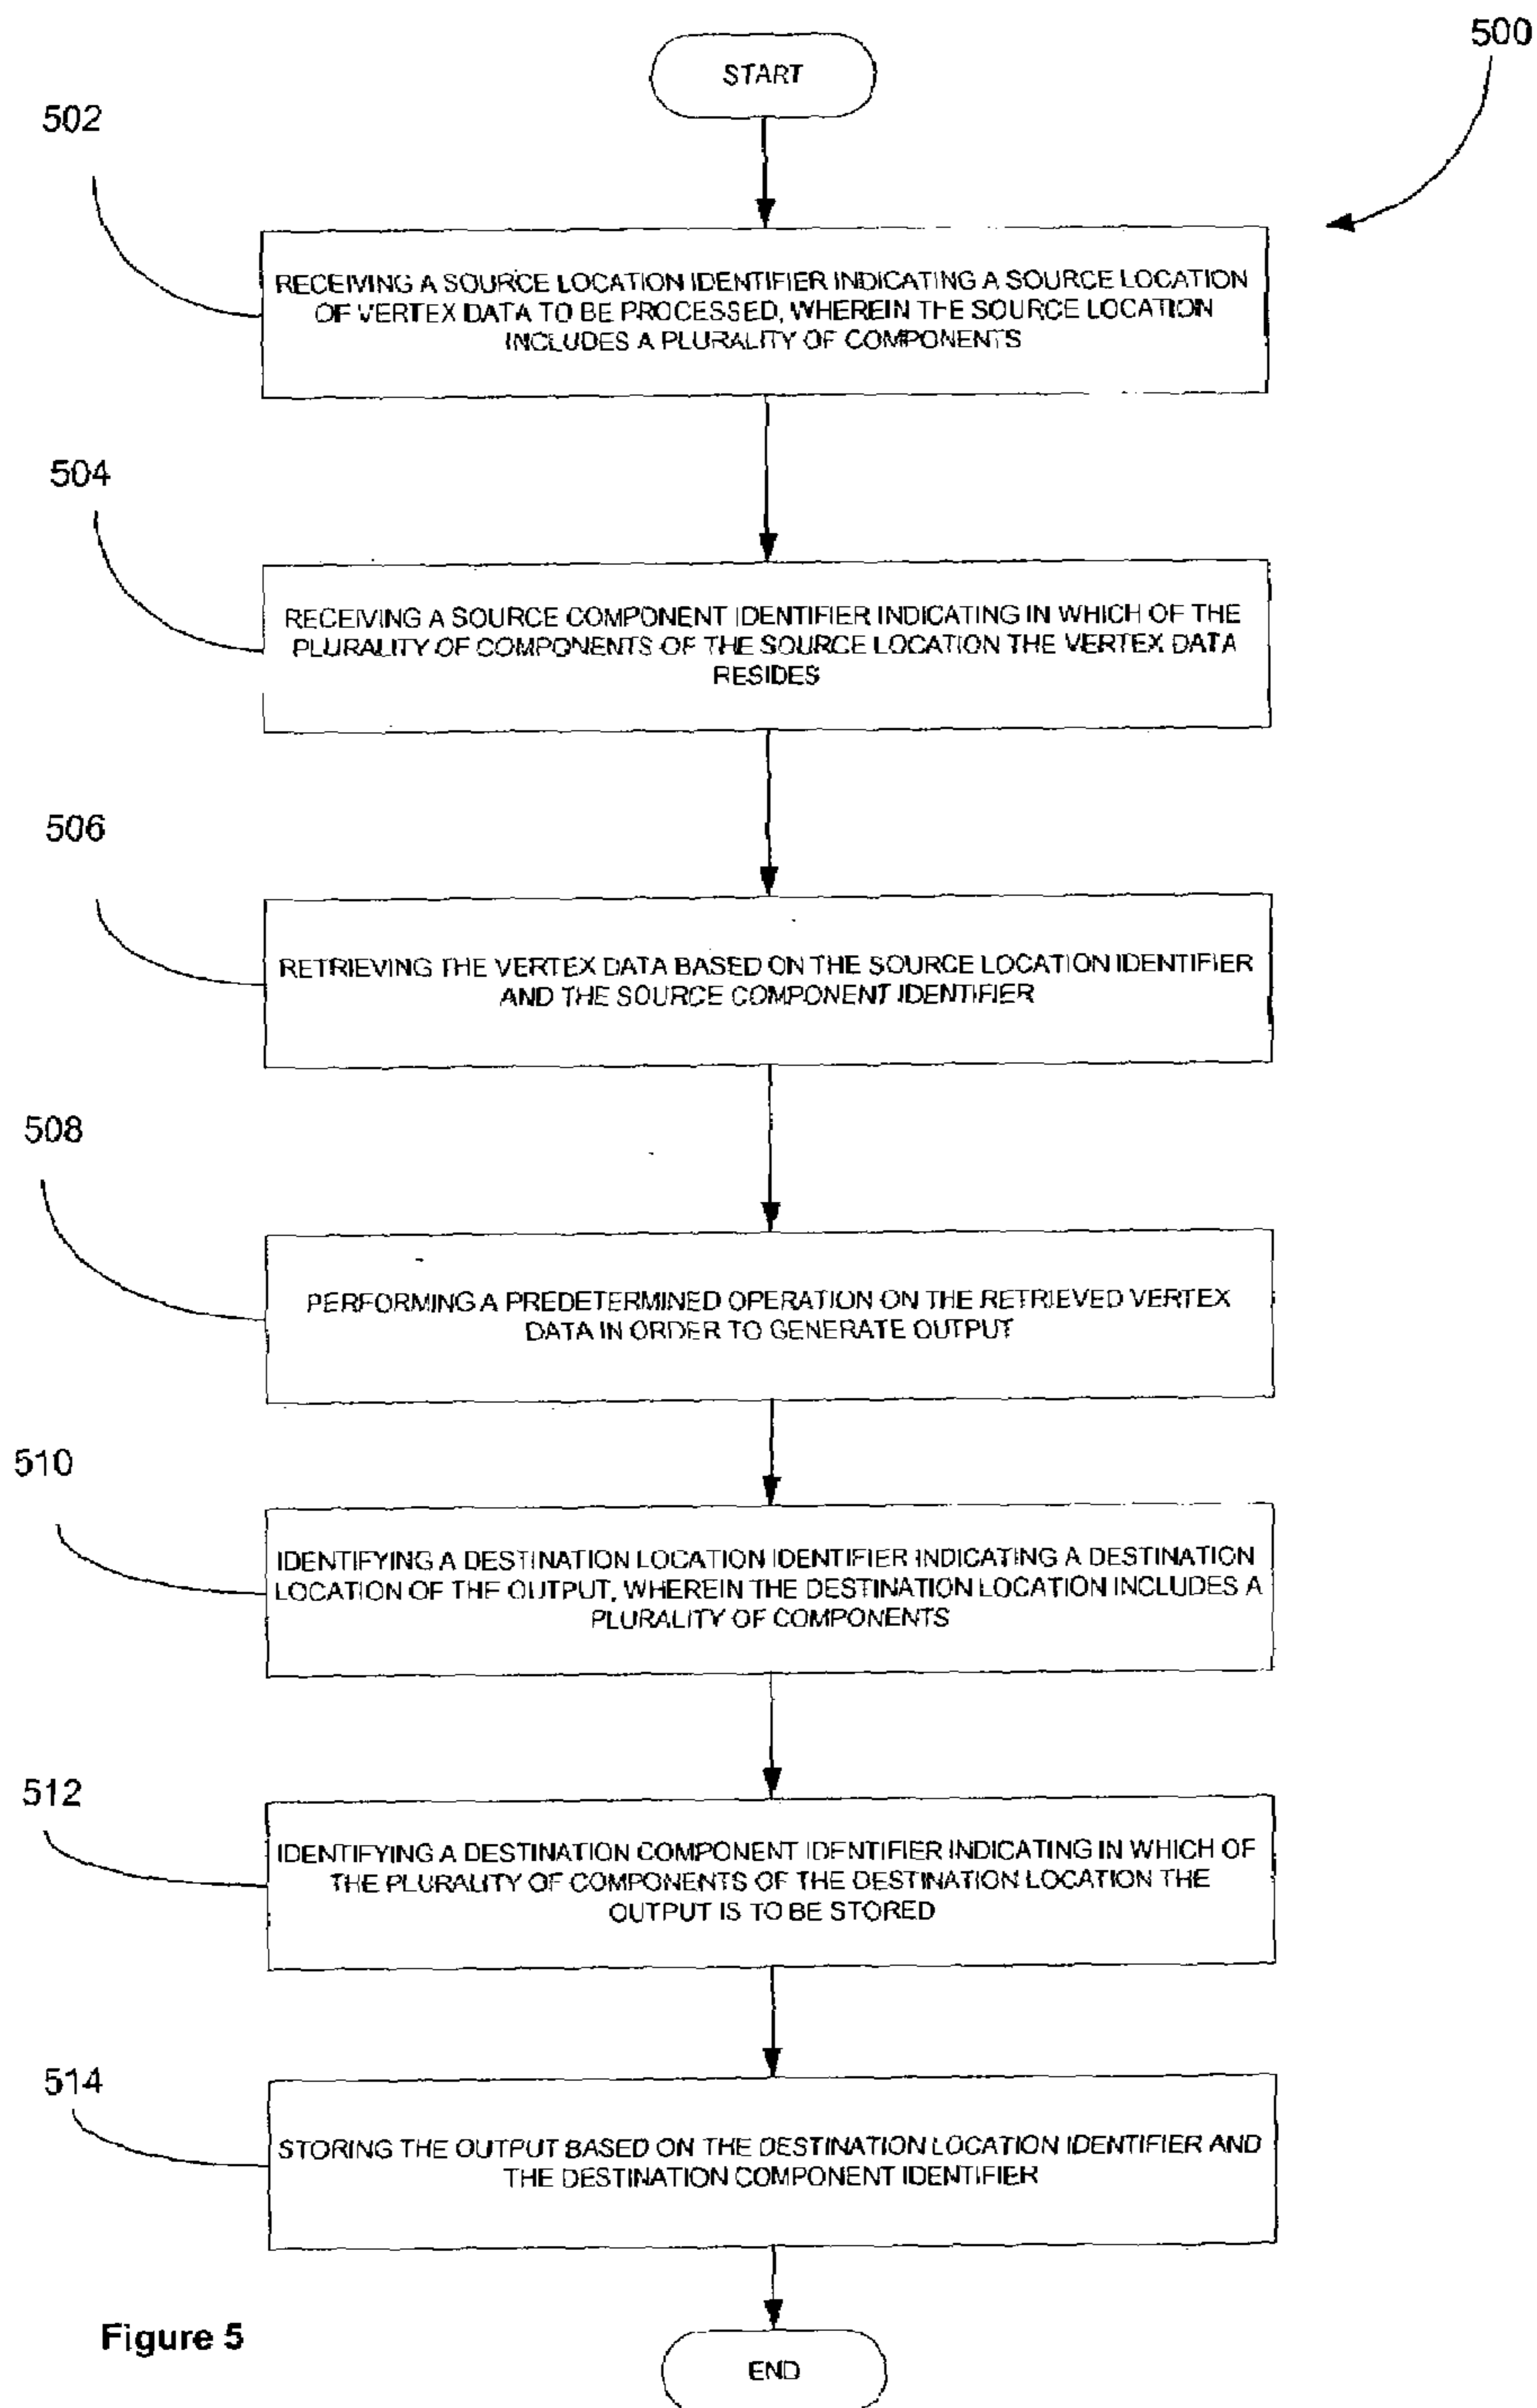 500
START
502
RECEIVING A SOURCE LOCATION IDENTIFIER INDICATING A SOURCE LOCATION
OF VERTEX DATA TO BE PROCESSED, WHEREIN THE SOURCE LOCATION
INCLUDES A PLURALITY OF COMPONENTS
504
RECEIVING A SOURCE COMPONENT IDENTIFIER INDICATING IN WHICH OF THE
PLURALITY OF COMPONENTS OF THE SOURCE LOCATION THE VERTEX DATA
RESIDES
506
RETRIEVING THE VERTEX DATA BASED ON THE SOURCE LOCATION IDENTIFIER
AND THE SOURCE COMPONENT IDENTIFIER
508
PERFORMING A PREDETERMINED OPERATION ON THE RETRIEVED VERTEX
DATA IN ORDER TO GENERATE OUTPUT
510
IDENTIFYING A DESTINATION LOCATION IDENTIFIER INDICATING A DESTINATION
LOCATION OF THE OUTPUT, WHEREIN THE DESTINATION LOCATION INCLUDES A
PLURALITY OF COMPONENTS
512
IDENTIFYING A DESTINATION COMPONENT IDENTIFIER INDICATING IN WHICH OF
THE PLURALITY OF COMPONENTS OF THE DESTINATION LOCATION THE
OUTPUT IS TO BE STORED
514
STORING THE OUTPUT BASED ON THE DESTINATION LOCATION IDENTIFIER AND
THE DESTINATION COMPONENT IDENTIFIER
Figure 5
END